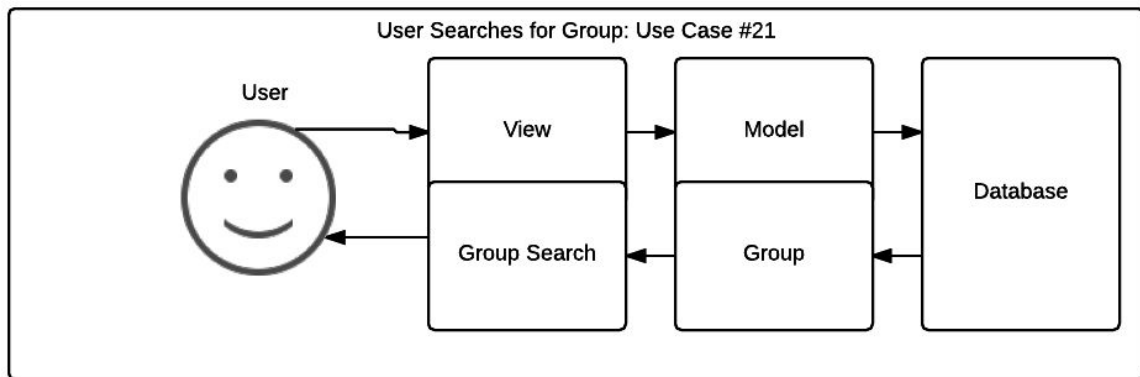 User Searches for Group: Use Case #21
User
View
Model
Database
Group Search
Group